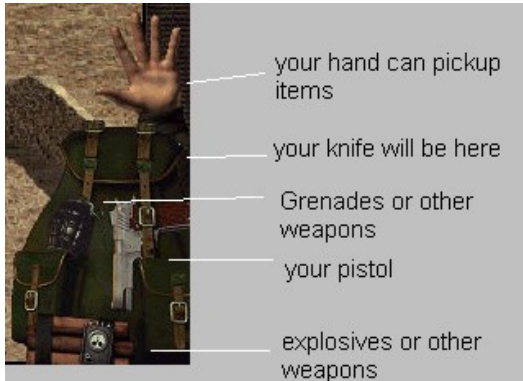 your hand can pickup
items
your knife will be here
Grenades or other
weapons
your pistol
explosives or other
weapons